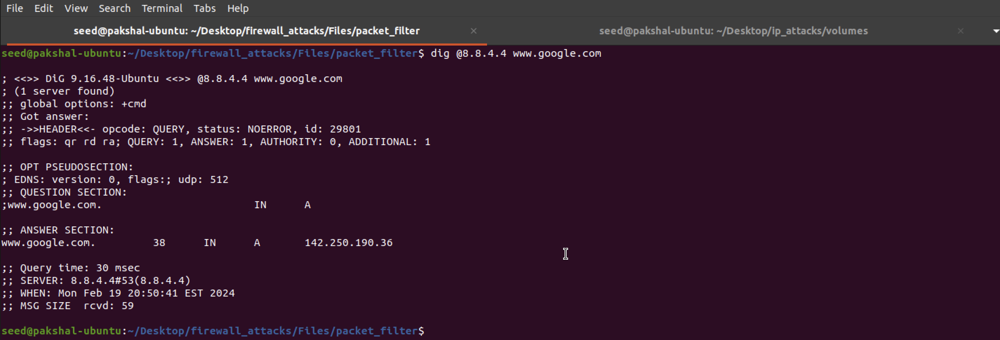 File Edit View Search Terminal Tabs Help
seed@pakshal-ubuntu: ~/Desktop/firewall_attacks/Files/packet_filter × seed@pakshal-ubuntu: ~/Desktop/ip_attacks/volumes ×
seed@pakshal-ubuntu:~/Desktop/firewall_attacks/Files/packet_filter$ dig @8.8.4.4 www.google.com
; <<>> DiG 9.16.48-Ubuntu <<>> @8.8.4.4 www.google.com
; (1 server found)
;; global options: +cmd
;; Got answer:
;; ->>HEADER<<- opcode: QUERY, status: NOERROR, id: 29801
;; flags: qr rd ra; QUERY: 1, ANSWER: 1, AUTHORITY: 0, ADDITIONAL: 1
;; OPT PSEUDOSECTION:
; EDNS: version: 0, flags:; udp: 512
;; QUESTION SECTION:
;www.google.com. IN A
;; ANSWER SECTION:
www.google.com. 38 IN A 142.250.190.36
;; Query time: 30 msec
;; SERVER: 8.8.4.4#53(8.8.4.4)
;; WHEN: Mon Feb 19 20:50:41 EST 2024
;; MSG SIZE  rcvd: 59
seed@pakshal-ubuntu:~/Desktop/firewall_attacks/Files/packet_filter$